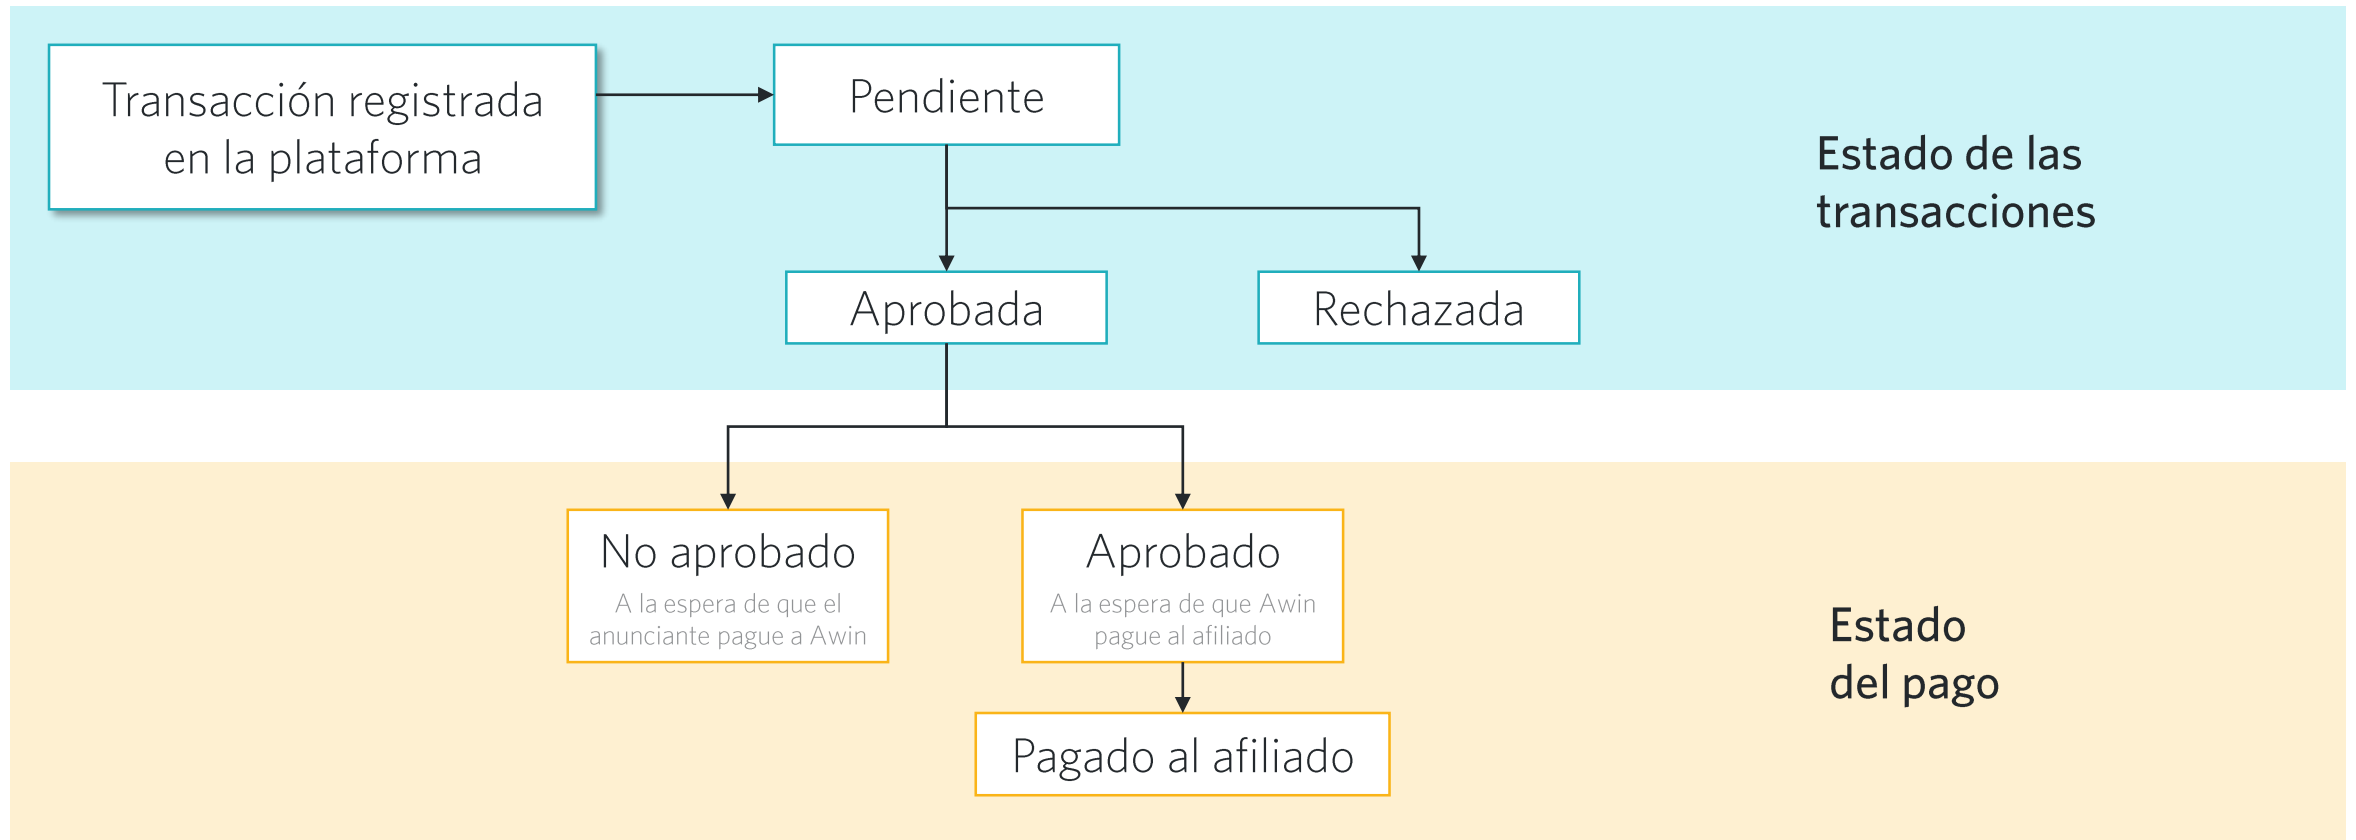 Transacción registrada
en la plataforma
Pendiente
Estado de las
transacciones
Aprobada
Rechazada
No aprobado
A la espera de que el
anunciante pague a Awin
Aprobado
A la espera de que Awin
pague al afiliado
Estado
del pago
Pagado al afiliado